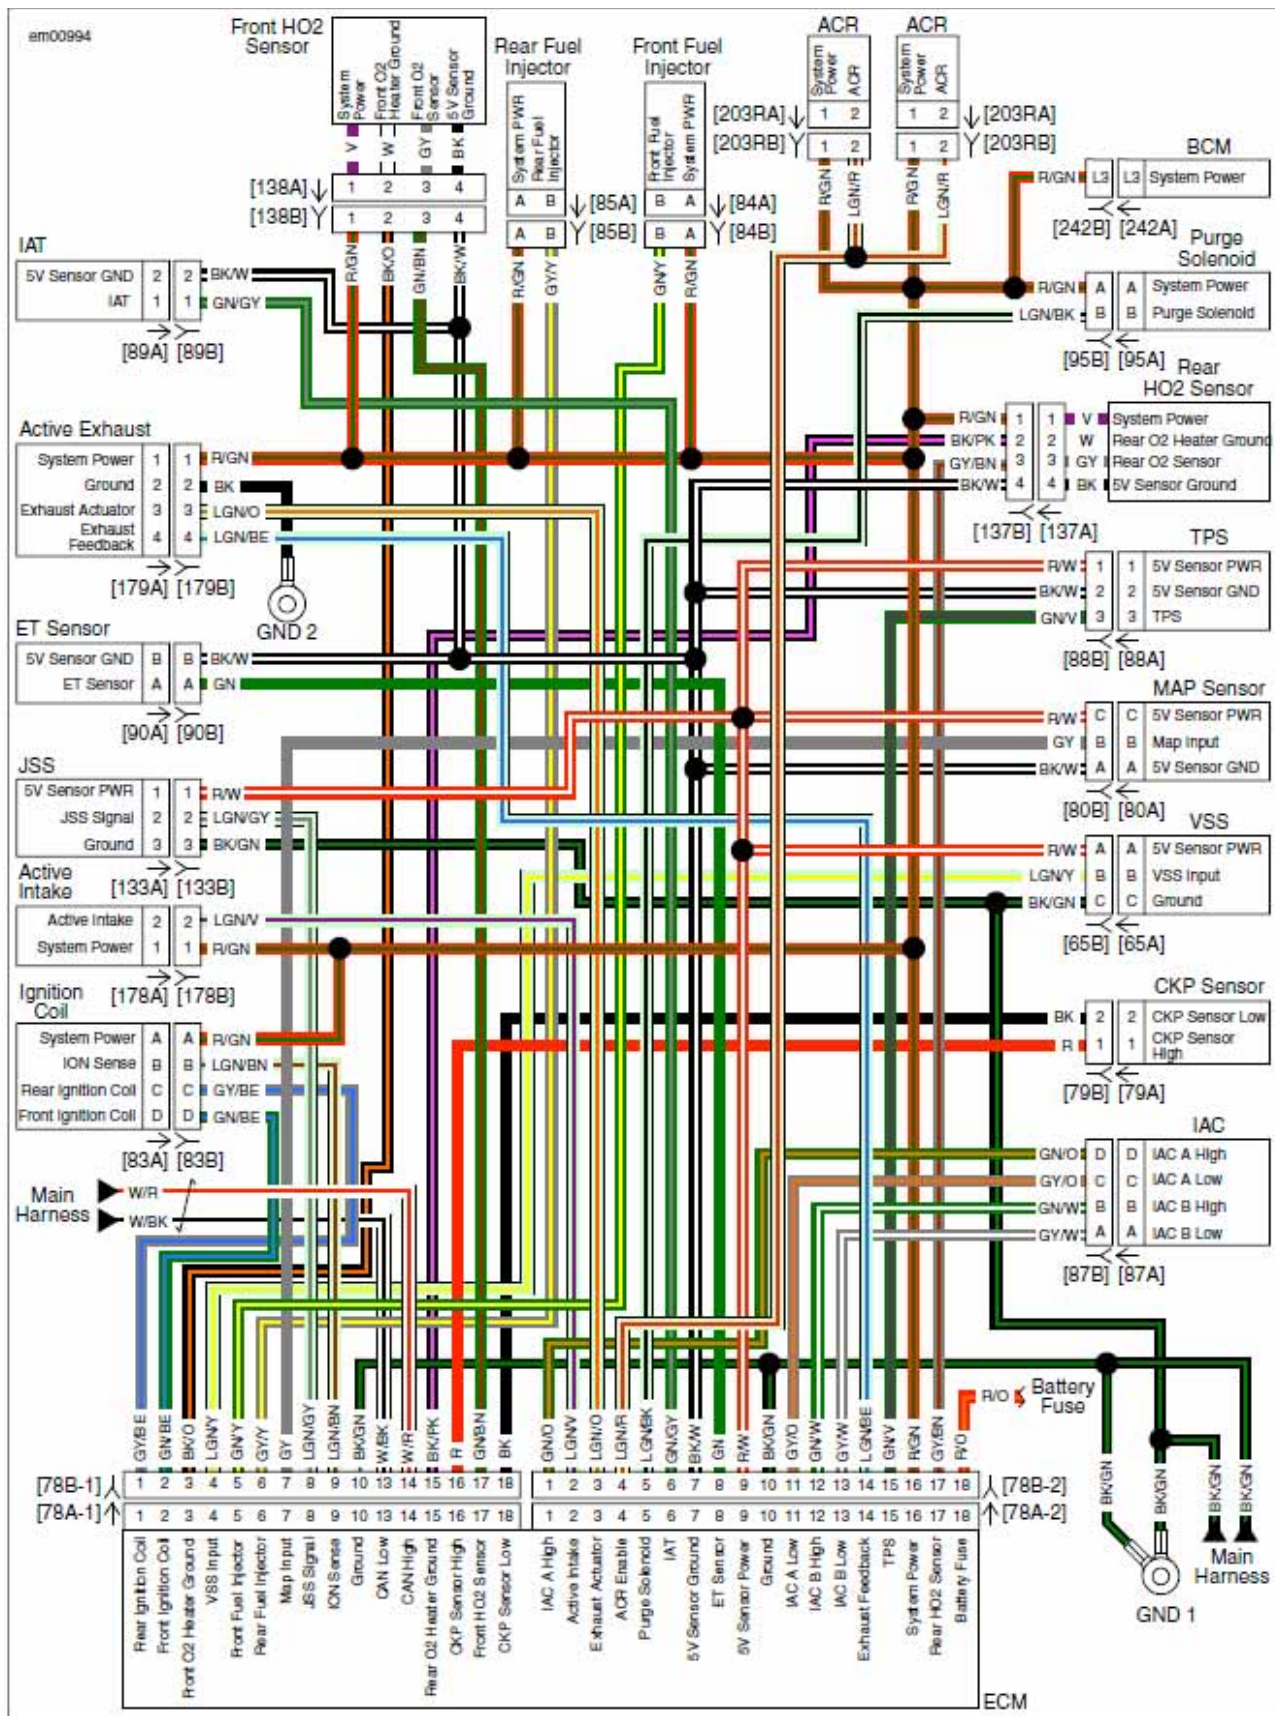 em00994
Front HO2
Sensor
System
Power
Front O2
Heater Ground
Front O2
Sensor
5V Sensor
Ground
V
W
GY
BK
[138A]
1 2 3 4
[138B]
1 2 3 4
R/GN
BK/O
GN/BN
BK/W
Rear Fuel
Injector
System PWR
Rear Fuel
Injector
A B
[85A]
A B
[85B]
R/GN
GY/Y
Front Fuel
Injector
Front Fuel
Injector
System PWR
B A
[84A]
B A
[84B]
GN/Y
R/GN
ACR
System
Power
ACR
[203RA]
1 2
[203RB]
1 2
R/GN
LGN/R
ACR
System
Power
ACR
1 2
[203RA]
1 2
[203RB]
R/GN
LGN/R
BCM
R/GN L3 L3 System Power
[242B] [242A]
Purge
Solenoid
R/GN A A System Power
LGN/BK B B Purge Solenoid
[95B] [95A]
Rear
HO2 Sensor
R/GN 1 1 V System Power
BK/PK 2 2 W Rear O2 Heater Ground
GY/BN 3 3 GY Rear O2 Sensor
BK/W 4 4 BK 5V Sensor Ground
[137B] [137A]
TPS
R/W 1 1 5V Sensor PWR
BK/W 2 2 5V Sensor GND
GN/V 3 3 TPS
[88B] [88A]
MAP Sensor
R/W C C 5V Sensor PWR
GY B B Map Input
BK/W A A 5V Sensor GND
[80B] [80A]
VSS
R/W A A 5V Sensor PWR
LGN/Y B B VSS Input
BK/GN C C Ground
[65B] [65A]
CKP Sensor
BK 2 2 CKP Sensor Low
R 1 1 CKP Sensor
High
[79B] [79A]
IAC
GN/O D D IAC A High
GY/O C C IAC A Low
GN/W B B IAC B High
GY/W A A IAC B Low
[87B] [87A]
IAT
5V Sensor GND 2 2 BK/W
IAT 1 1 GN/GY
[89A] [89B]
Active Exhaust
System Power 1 1 R/GN
Ground 2 2 BK
Exhaust Actuator 3 3 LGN/O
Exhaust
Feedback 4 4 LGN/BE
[179A] [179B]
GND 2
ET Sensor
5V Sensor GND B B BK/W
ET Sensor A A GN
[90A] [90B]
JSS
5V Sensor PWR 1 1 R/W
JSS Signal 2 2 LGN/GY
Ground 3 3 BK/GN
[133A] [133B]
Active
Intake
Active Intake 2 2 LGN/V
System Power 1 1 R/GN
[178A] [178B]
Ignition
Coil
System Power A A R/GN
ION Sense B B LGN/BN
Rear Ignition Coil C C GY/BE
Front Ignition Coil D D GN/BE
[83A] [83B]
Main
Harness
W/R
W/BK
R/O
Battery
Fuse
GY/BE GN/BE BK/O LGN/Y GN/Y GY/Y GY LGN/GY LGN/BN BK/GN W/BK W/R BK/PK R GN/BN BK
GN/O LGN/V LGN/O LGN/R LGN/BK GN/GY BK/W GN R/W BK/GN GY/O GN/W GY/W LGN/BE GN/V R/GN GY/BN R/O
[78B-1] 1 2 3 4 5 6 7 8 9 10 13 14 15 16 17 18
1 2 3 4 5 6 7 8 9 10 11 12 13 14 15 16 17 18 [78B-2]
[78A-1] 1 2 3 4 5 6 7 8 9 10 13 14 15 16 17 18
1 2 3 4 5 6 7 8 9 10 11 12 13 14 15 16 17 18 [78A-2]
Rear Ignition Coil
Front Ignition Coil
Front O2 Heater Ground
VSS Input
Front Fuel Injector
Rear Fuel Injector
Map Input
JSS Signal
ION Sense
Ground
CAN Low
CAN High
Rear O2 Heater Ground
CKP Sensor High
Front HO2 Sensor
CKP Sensor Low
IAC A High
Active Intake
Exhaust Actuator
ACR Enable
Purge Solenoid
IAT
5V Sensor Ground
ET Sensor
5V Sensor Power
Ground
IAC A Low
IAC B High
IAC B Low
Exhaust Feedback
TPS
System Power
Rear HO2 Sensor
Battery Fuse
ECM
BK/GN
BK/GN
BK/GN
BK/GN
GND 1
Main
Harness